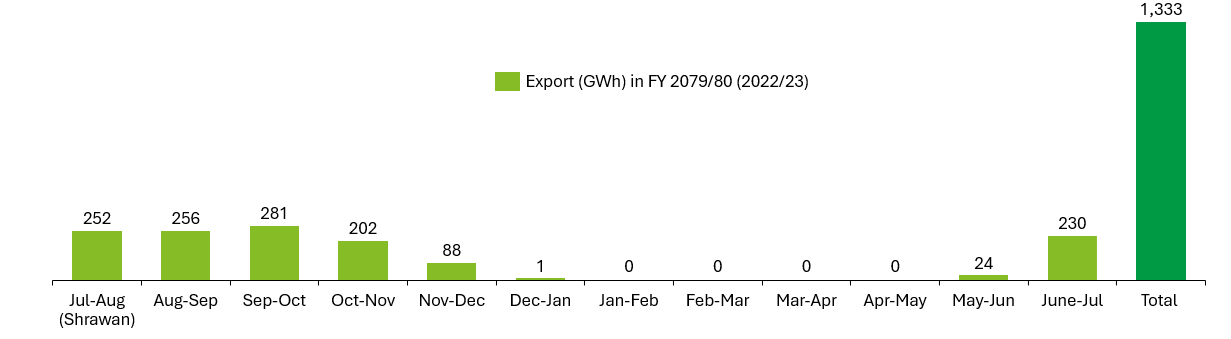 1,333
Export (GWh) in FY 2079/80 (2022/23)
252 256 281 202 88 1 0 0 0 0 24 230
Jul-Aug Aug-Sep Sep-Oct Oct-Nov Nov-Dec Dec-Jan Jan-Feb Feb-Mar Mar-Apr Apr-May May-Jun June-Jul Total
(Shrawan)